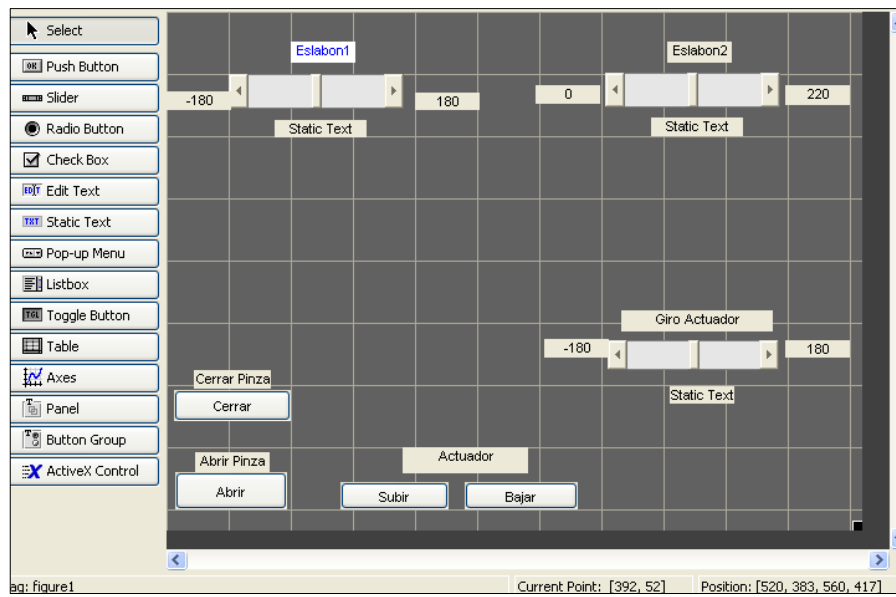 Select
Push Button
Slider
Radio Button
Check Box
Edit Text
Static Text
Pop-up Menu
Listbox
Toggle Button
Table
Axes
Panel
Button Group
ActiveX Control
Eslabon1
-180
180
Static Text
Eslabon2
0
220
Static Text
Giro Actuador
-180
180
Static Text
Cerrar Pinza
Cerrar
Abrir Pinza
Abrir
Actuador
Subir
Bajar
ag: figure1
Current Point: [392, 52]
Position: [520, 383, 560, 417]